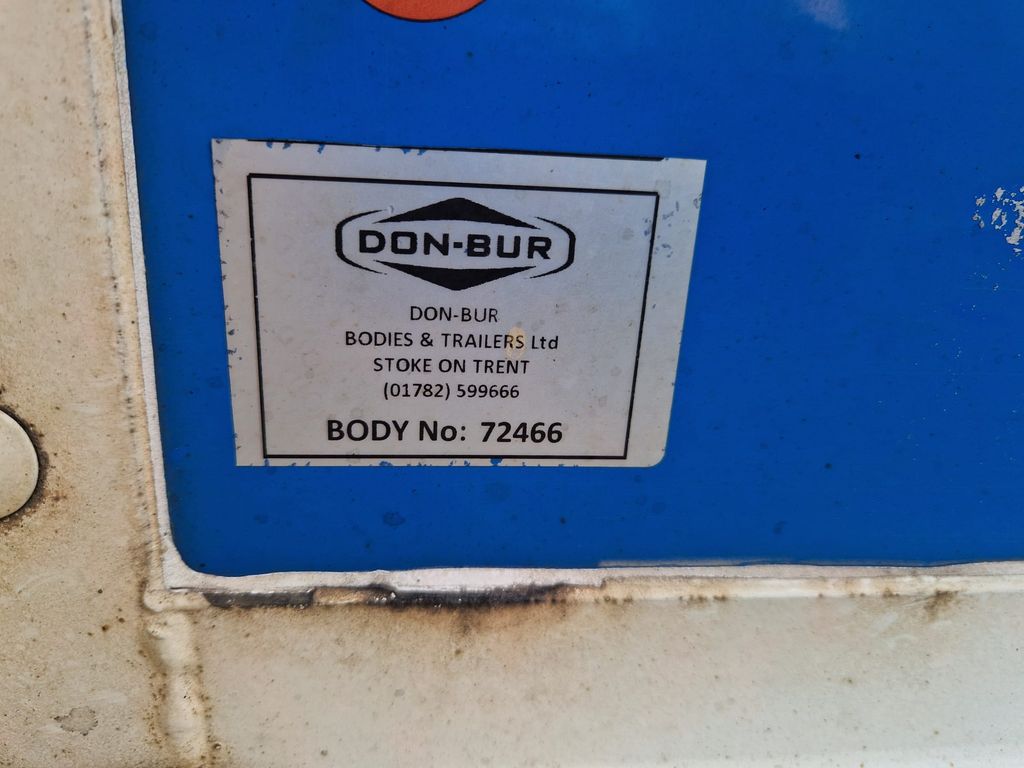 DON-BUR
DON-BUR
BODIES & TRAILERS Ltd
STOKE ON TRENT
(01782) 599666
BODY No: 72466